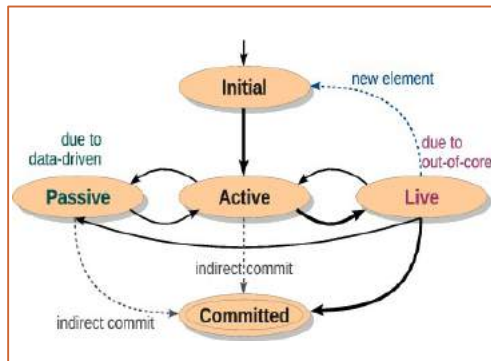 Initial
new element
due to
data-driven
due to
out-of-core
Passive
Active
Live
indirect commit
indirect commit
Committed